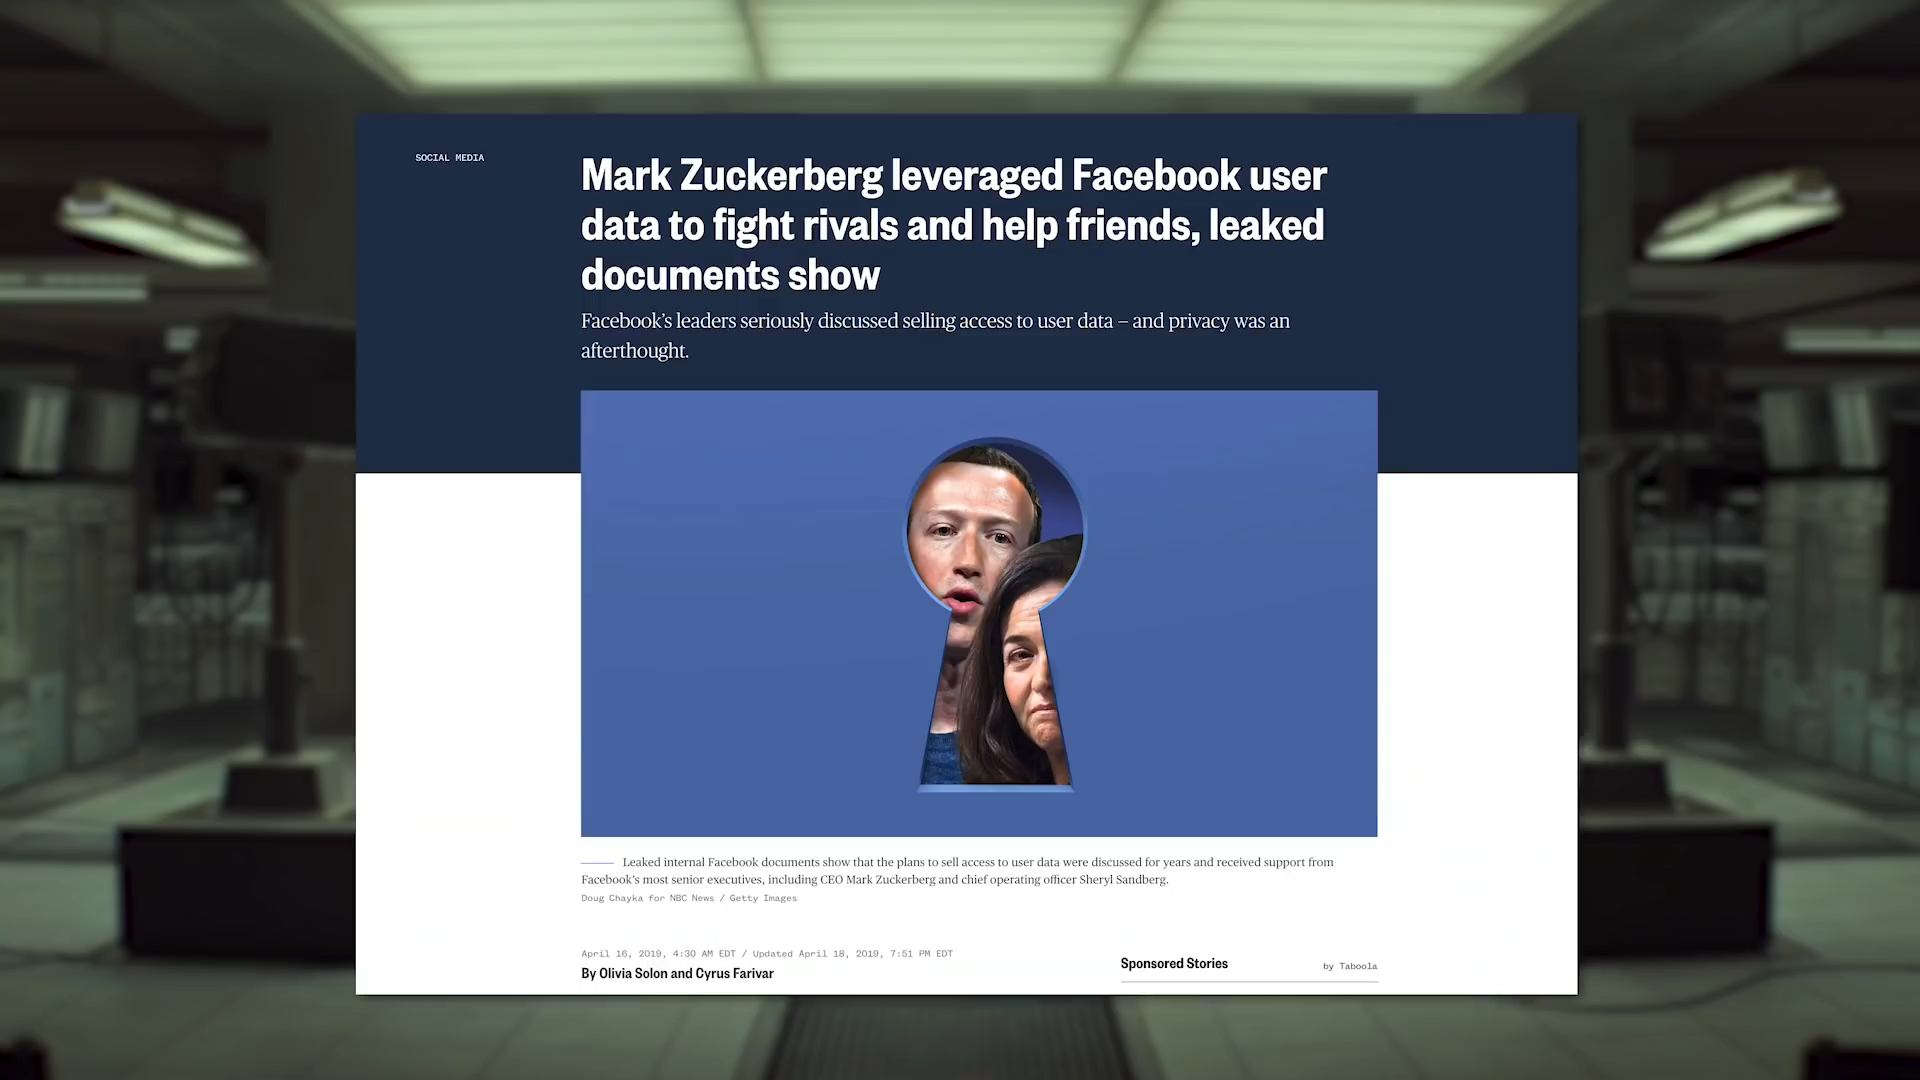 SOCIAL MEDIA
Mark Zuckerberg leveraged Facebook user
data to fight rivals and help friends, leaked
documents show
Facebook’s leaders seriously discussed selling access to user data – and privacy was an
afterthought.
Leaked internal Facebook documents show that the plans to sell access to user data were discussed for years and received support from
Facebook’s most senior executives, including CEO Mark Zuckerberg and chief operating officer Sheryl Sandberg.
Doug Chayka for NBC News / Getty Images
April 16, 2019, 4:30 AM EDT / Updated April 18, 2019, 7:51 PM EDT
By Olivia Solon and Cyrus Farivar
Sponsored Stories
by Taboola